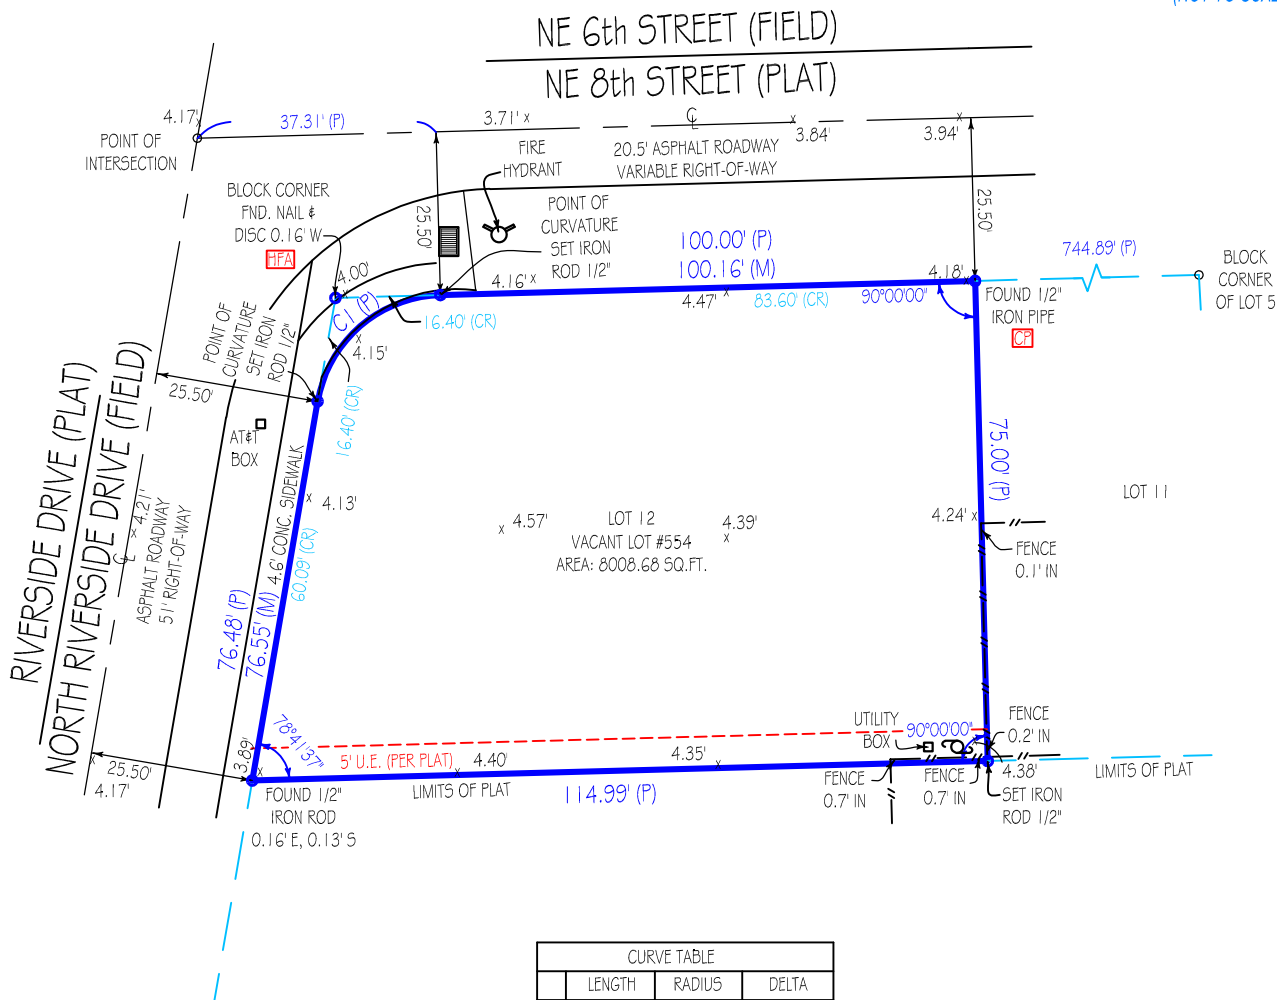 NE 6th STREET (FIELD)
NE 8th STREET (PLAT)
4.17'
37.31' (P)
3.71'
℄
3.84'
3.94'
POINT OF
INTERSECTION
FIRE
HYDRANT
20.5' ASPHALT ROADWAY
VARIABLE RIGHT-OF-WAY
BLOCK CORNER
FND. NAIL &
DISC 0.16' W
HFA
25.50'
POINT OF
CURVATURE
SET IRON
ROD 1/2"
100.00' (P)
100.16' (M)
25.50'
744.89' (P)
BLOCK
CORNER
OF LOT 5
4.00'
4.16'
4.18'
4.47'
83.60' (CR)
90°00'00"
FOUND 1/2"
IRON PIPE
CP
C1 (P)
16.40' (CR)
4.15'
16.40' (CR)
POINT OF
CURVATURE
SET IRON
ROD 1/2"
25.50'
AT&T
BOX
RIVERSIDE DRIVE (PLAT)
NORTH RIVERSIDE DRIVE (FIELD)
℄
4.21'
ASPHALT ROADWAY
51' RIGHT-OF-WAY
4.6' CONC. SIDEWALK
60.09' (CR)
4.13'
76.48' (P)
76.55' (M)
4.57'
LOT 12
VACANT LOT #554
AREA: 8008.68 SQ.FT.
4.39'
4.24'
75.00' (P)
LOT 11
FENCE
0.1' IN
3.89'
78°41'37"
5' U.E. (PER PLAT)
4.40'
4.35'
UTILITY
BOX
90°00'00"
FENCE
0.2' IN
25.50'
4.17'
FOUND 1/2"
IRON ROD
0.16' E, 0.13' S
LIMITS OF PLAT
114.99' (P)
FENCE
0.7' IN
FENCE
0.7' IN
4.38'
SET IRON
ROD 1/2"
LIMITS OF PLAT
CURVE TABLE
LENGTH RADIUS DELTA